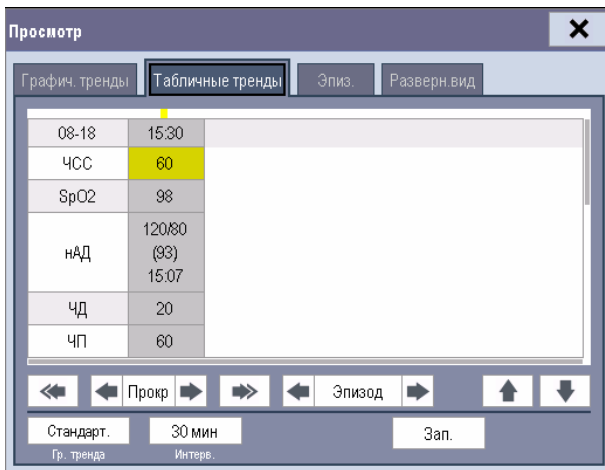 Просмотр
Графич. тренды Табличные тренды Эпиз. Разверн.вид
08-18 15:30
ЧСС 60
SpO2 98
нАД 120/80
(93)
15:07
ЧД 20
ЧП 60
Прокр Эпизод
Стандарт. 30 мин Зап.
Гр. тренда Интерв.